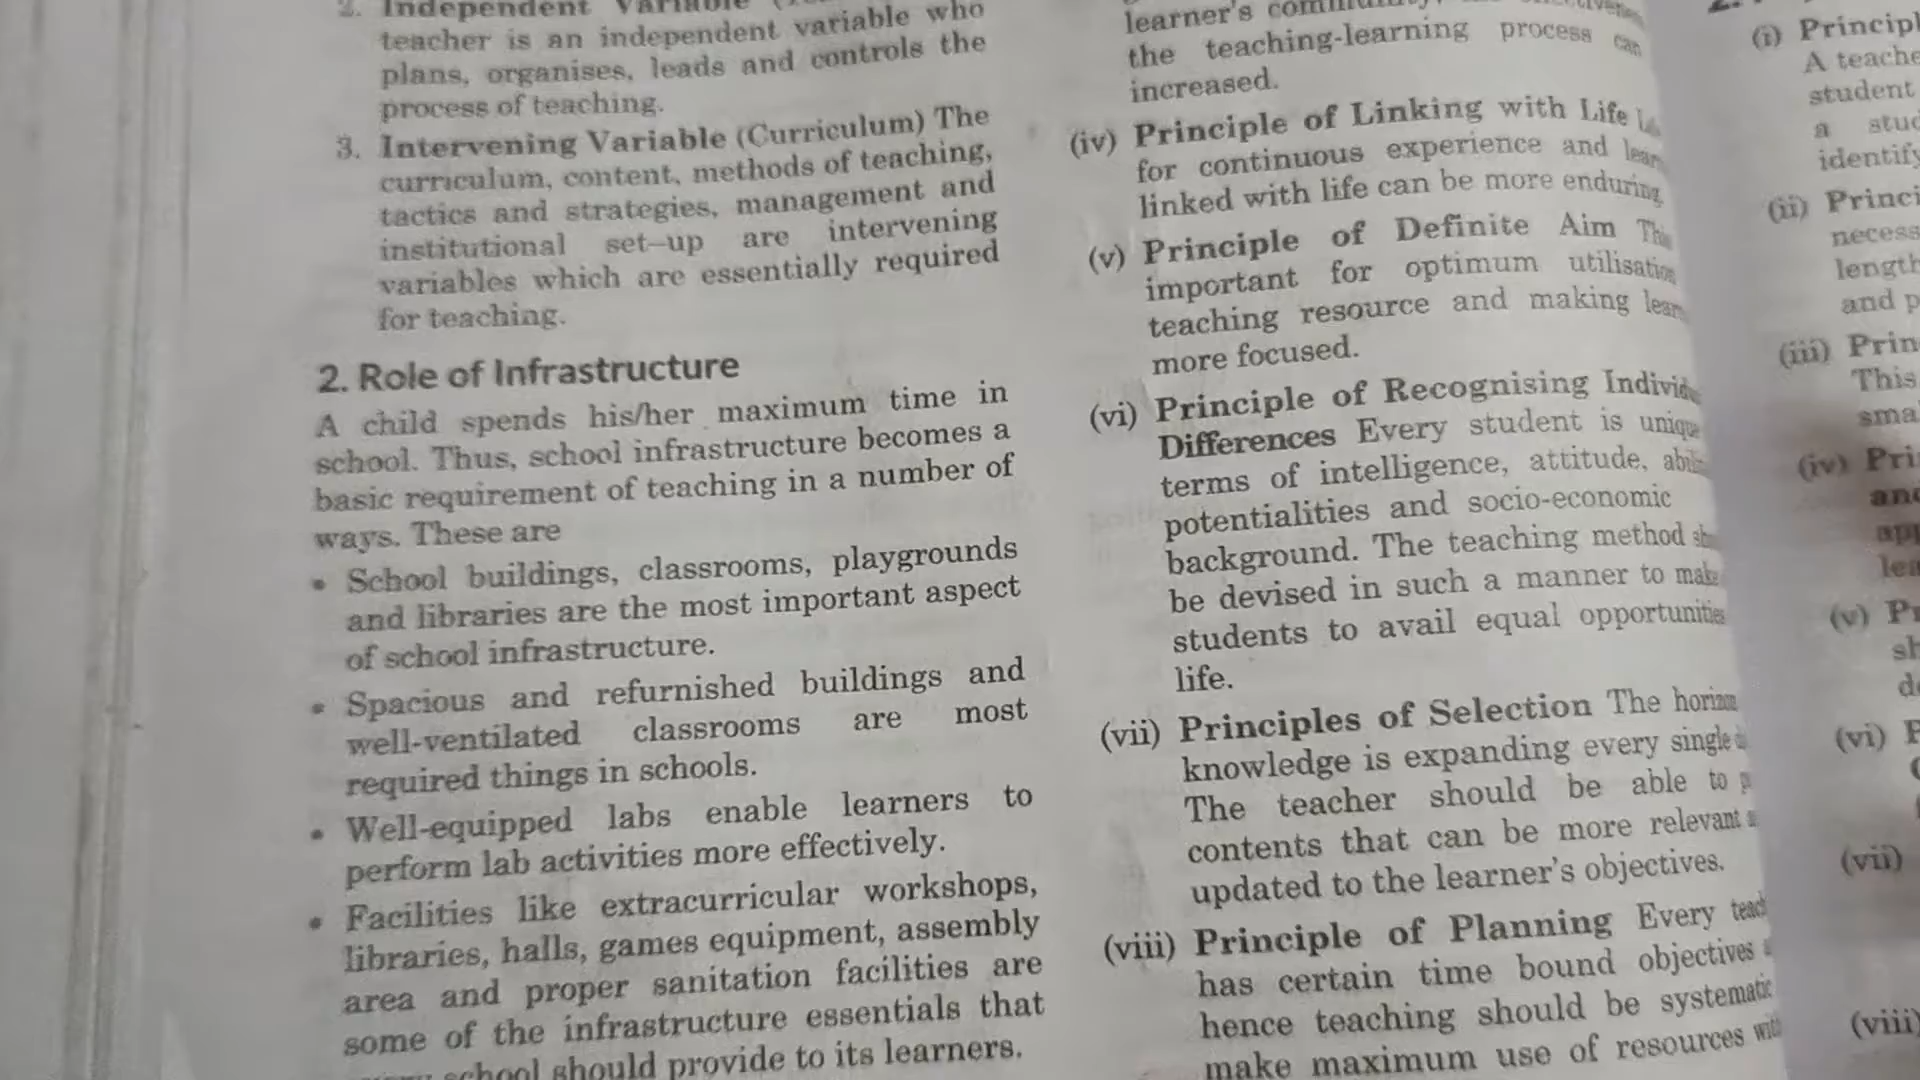 2. Independent Variable
teacher is an independent variable who
plans, organises, leads and controls the
process of teaching.
3. Intervening Variable (Curriculum) The
curriculum, content, methods of teaching,
tactics and strategies, management and
institutional set-up are intervening
variables which are essentially required
for teaching.
2. Role of Infrastructure
A child spends his/her maximum time in
school. Thus, school infrastructure becomes a
basic requirement of teaching in a number of
ways. These are
• School buildings, classrooms, playgrounds
and libraries are the most important aspect
of school infrastructure.
• Spacious and refurnished buildings and
well-ventilated classrooms are most
required things in schools.
• Well-equipped labs enable learners to
perform lab activities more effectively.
• Facilities like extracurricular workshops,
libraries, halls, games equipment, assembly
area and proper sanitation facilities are
some of the infrastructure essentials that
school should provide to its learners.
learner's
the teaching-learning process can
increased.
(iv) Principle of Linking with Life
for continuous experience and
linked with life can be more enduring.
(v) Principle of Definite Aim
important for optimum utilisation
teaching resource and making
more focused.
(vi) Principle of Recognising
Differences Every student is unique
terms of intelligence, attitude,
potentialities and socio-economic
background. The teaching method
be devised in such a manner to make
students to avail equal opportunities
life.
(vii) Principles of Selection The
knowledge is expanding every single
The teacher should be able to
contents that can be more relevant
updated to the learner's objectives.
(viii) Principle of Planning Every
has certain time bound objectives
hence teaching should be systematic
make maximum use of resources
(i)
A
student
a
identify
(ii)
and
(iii)
This
(iv)
(v)
(vi)
(vii)
(viii)